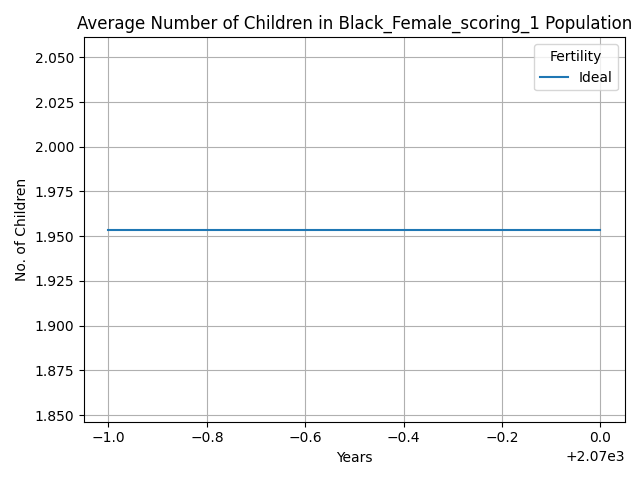 Average Number of Children in Black_Female_scoring_1 Population
Fertility
Ideal
2.050
2.025
2.000
1.975
1.950
1.925
1.900
1.875
1.850
No. of Children
−1.0 −0.8 −0.6 −0.4 −0.2 0.0
+2.07e3
Years